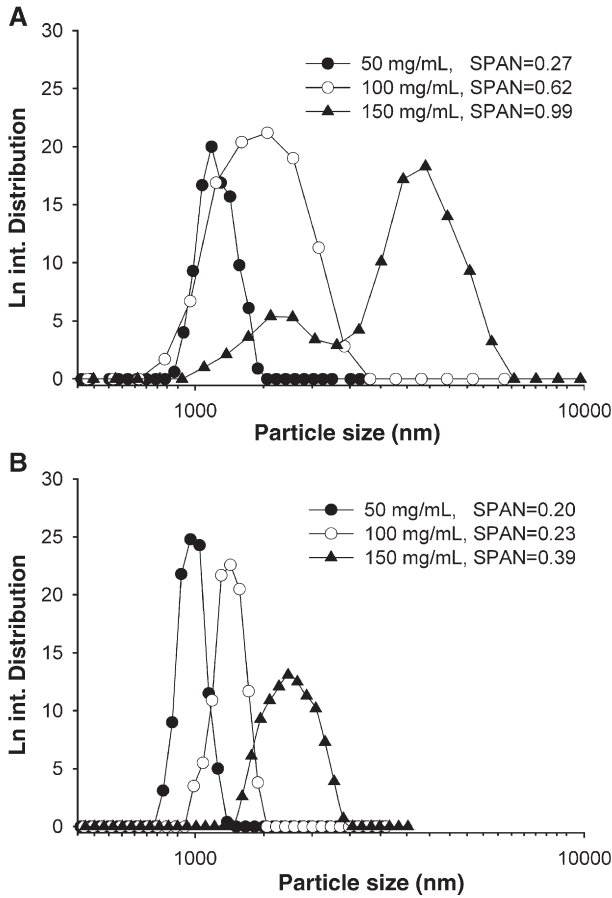 A
30
25
20
15
10
5
0
Ln int. Distribution
50 mg/mL, SPAN=0.27
100 mg/mL, SPAN=0.62
150 mg/mL, SPAN=0.99
1000 10000
Particle size (nm)
B
30
25
20
15
10
5
0
Ln int. Distribution
50 mg/mL, SPAN=0.20
100 mg/mL, SPAN=0.23
150 mg/mL, SPAN=0.39
1000 10000
Particle size (nm)